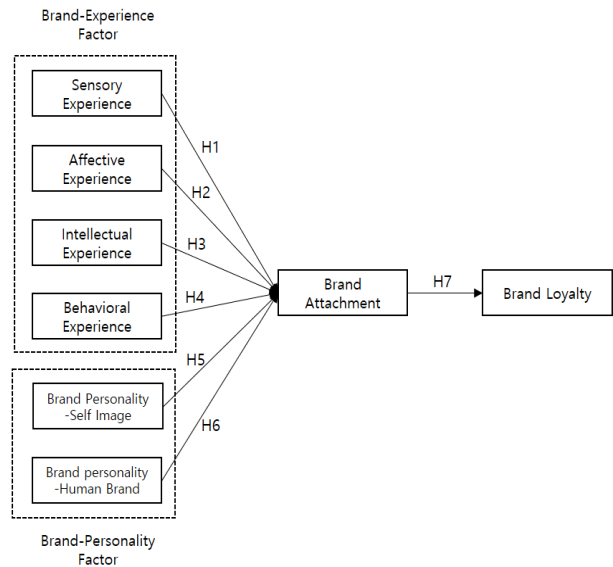 Brand-Experience
Factor
Sensory
Experience
H1
Affective
Experience
H2
Intellectual
Experience
H3
Behavioral
Experience
H4
Brand
Attachment
H7
Brand Loyalty
H5
Brand Personality
-Self Image
H6
Brand personality
-Human Brand
Brand-Personality
Factor